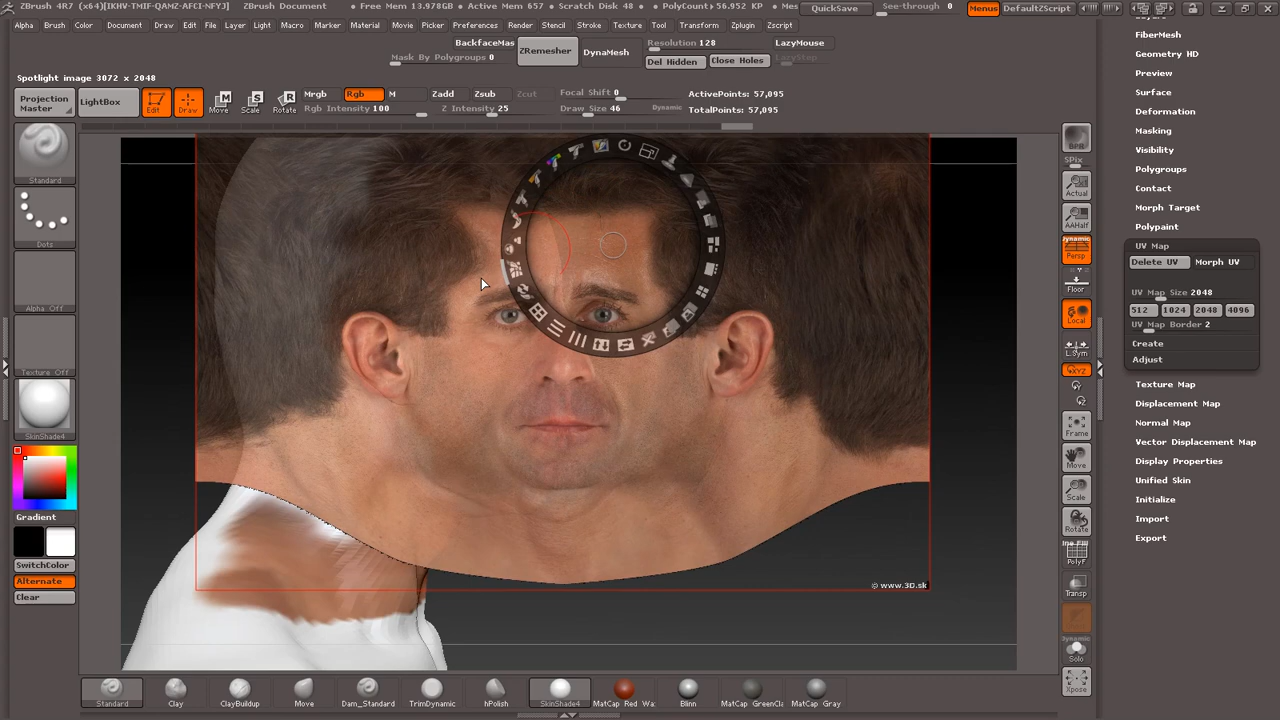 ZBrush 4R7 (x64)[IKHV-TMIF-QAMZ-AFCI-NFYJ] ZBrush Document • Free Mem 13.978GB • Active Mem 657 • Scratch Disk 48 • PolyCount 56.952 KP • Mes QuickSave See-through 0 Menus DefaultZScript
Alpha Brush Color Document Draw Edit File Layer Light Macro Marker Material Movie Picker Preferences Render Stencil Stroke Texture Tool Transform Zplugin Zscript
BackfaceMas
Mask By Polygroups 0
ZRemesher
DynaMesh
Resolution 128
Del Hidden Close Holes
LazyMouse
LazyStep
Spotlight image 3072 x 2048
Projection
Master
LightBox
Edit Draw Move Scale Rotate
Mrgb Rgb M Zadd Zsub Zcut
Rgb Intensity 100 Z Intensity 25
Focal Shift 0
Draw Size 46 Dynamic
ActivePoints: 57,095
TotalPoints: 57,095
Standard
Dots
Alpha Off
Texture Off
SkinShade4
Gradient
SwitchColor
Alternate
Clear
© www.3D.sk
BPR
SPix
Actual
AAHalf
Dynamic
Persp
Floor
Local
L.Sym
XYZ
Frame
Move
Scale
Rotate
Line Fill
PolyF
Transp
Dynamic
Solo
Xpose
Layers
FiberMesh
Geometry HD
Preview
Surface
Deformation
Masking
Visibility
Polygroups
Contact
Morph Target
Polypaint
UV Map
Delete UV Morph UV
UV Map Size 2048
512 1024 2048 4096
UV Map Border 2
Create
Adjust
Texture Map
Displacement Map
Normal Map
Vector Displacement Map
Display Properties
Unified Skin
Initialize
Import
Export
Standard Clay ClayBuildup Move Dam_Standard TrimDynamic hPolish SkinShade4 MatCap Red Wa: Blinn MatCap GreenCla MatCap Gray